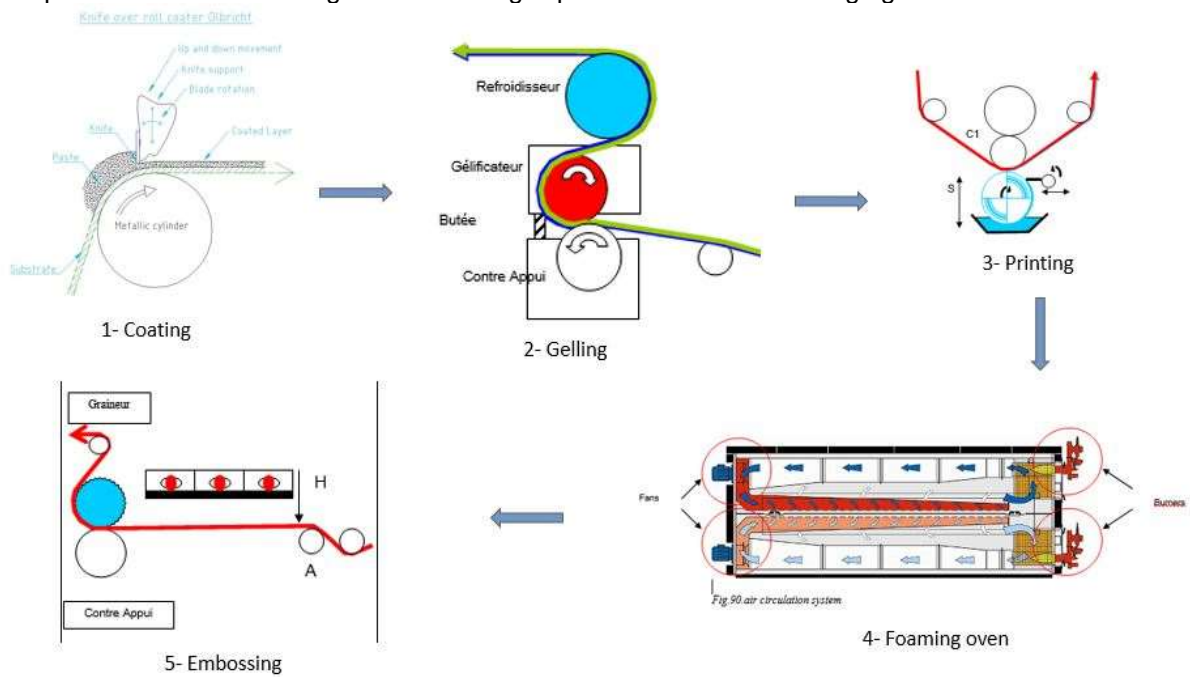 Knife over roll coater Olbricht
Up and down movement
Knife support
Blade rotation
Knife
Coated Layer
Paste
Metallic cylinder
Substrate
1- Coating
Refroidisseur
Gélificateur
Butée
Contre Appui
2- Gelling
C1
S
3- Printing
Fans
Burners
Fig.90.air circulation system
4- Foaming oven
Graineur
H
A
Contre Appui
5- Embossing